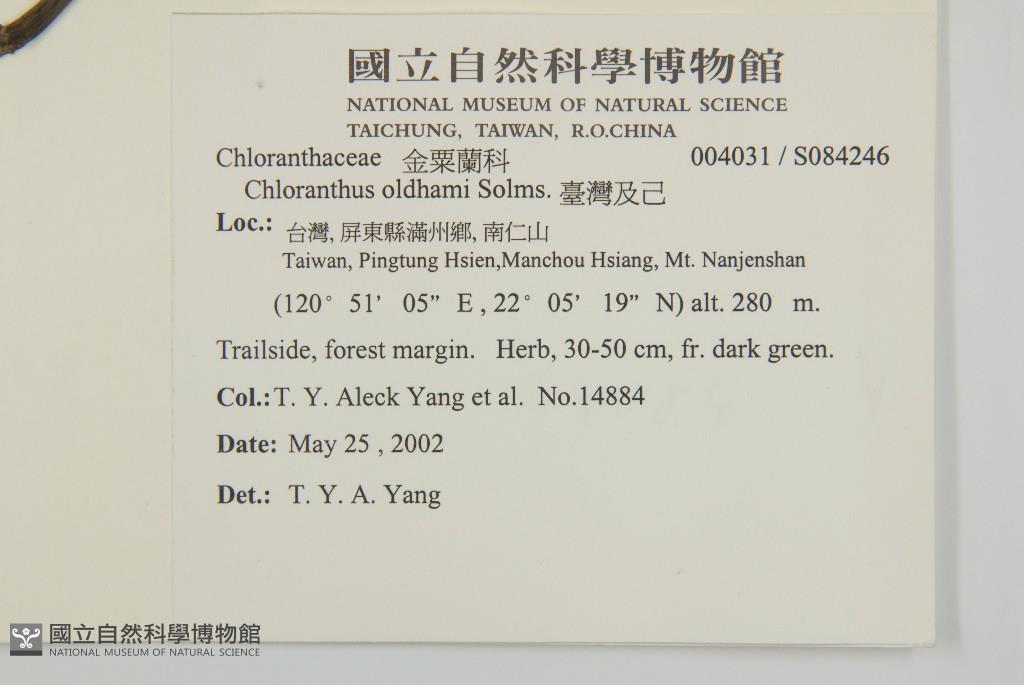 國立自然科學博物館
NATIONAL MUSEUM OF NATURAL SCIENCE
TAICHUNG, TAIWAN, R.O.CHINA
Chloranthaceae 金粟蘭科 004031 / S084246
Chloranthus oldhami Solms. 臺灣及己
Loc.: 台灣, 屏東縣滿州鄉, 南仁山
Taiwan, Pingtung Hsien,Manchou Hsiang, Mt. Nanjenshan
(120° 51’ 05” E , 22° 05’ 19” N) alt. 280 m.
Trailside, forest margin. Herb, 30-50 cm, fr. dark green.
Col.: T. Y. Aleck Yang et al. No.14884
Date: May 25 , 2002
Det.: T. Y. A. Yang
國立自然科學博物館
NATIONAL MUSEUM OF NATURAL SCIENCE